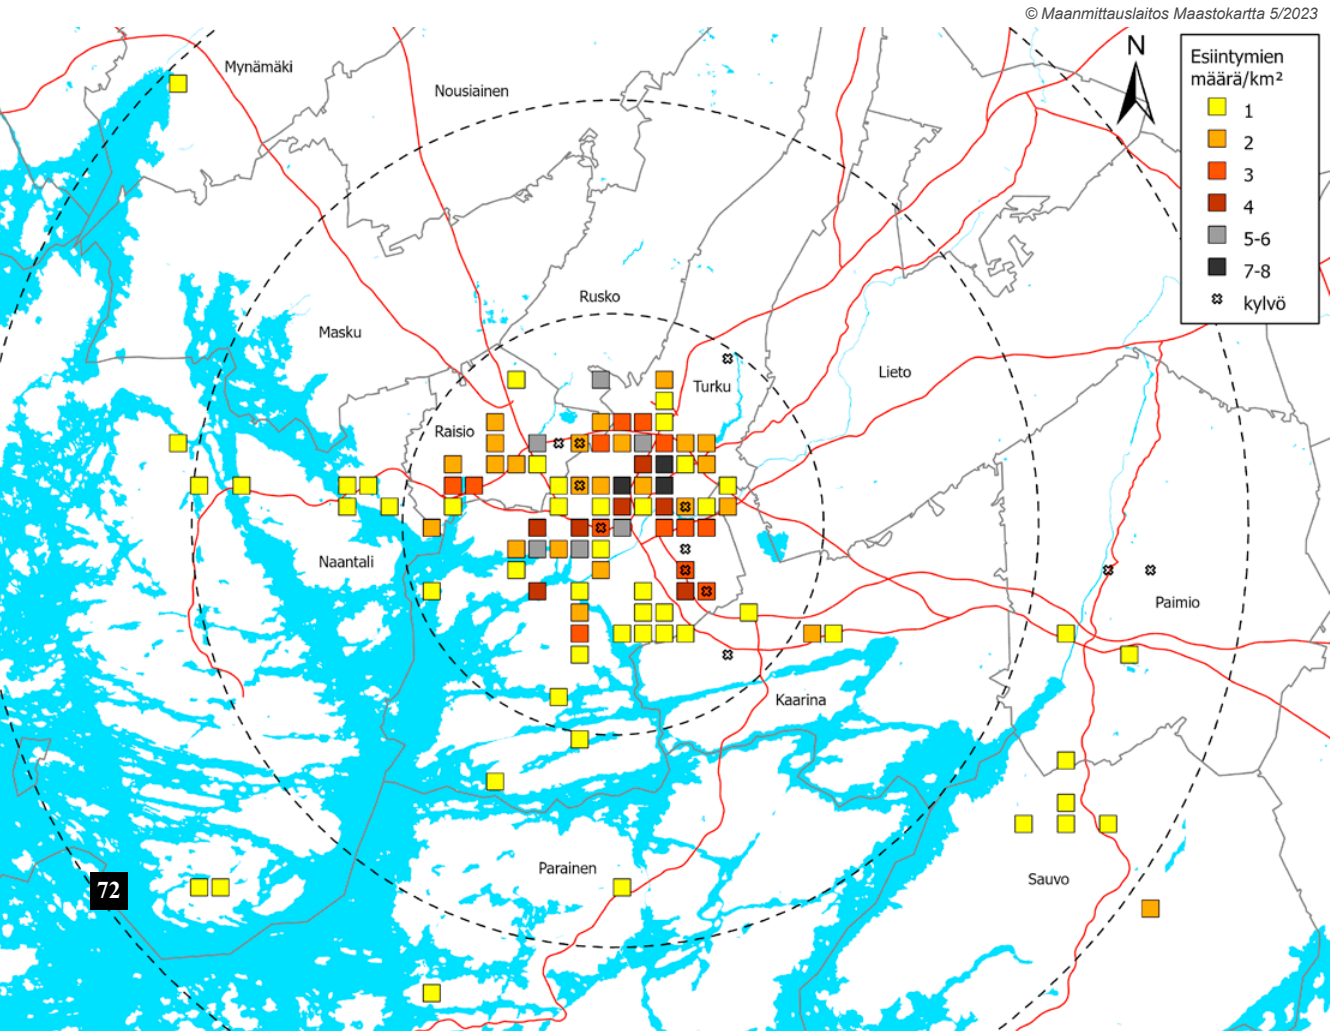 © Maanmittauslaitos Maastokartta 5/2023
N
Esiintymien
määrä/km²
1
2
3
4
5-6
7-8
kylvö
Mynämäki
Nousiainen
Rusko
Masku
Turku
Lieto
Raisio
Naantali
Paimio
Kaarina
Parainen
Sauvo
72